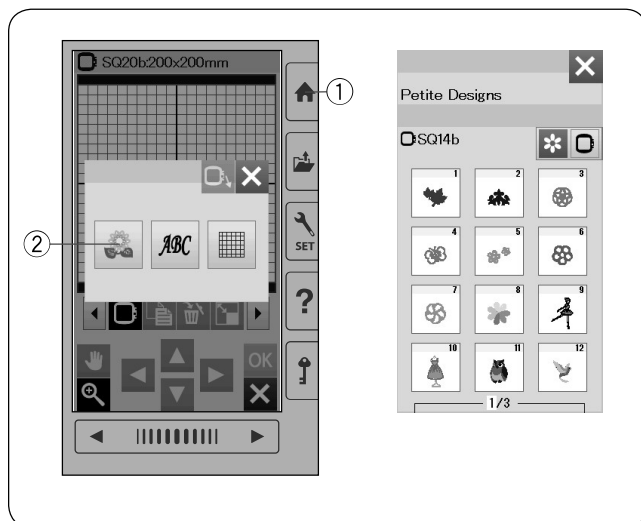 SQ20b:200x200mm
1
2
ABC
SET
?
OK
Petite Designs
SQ14b
1 2 3
4 5 6
7 8 9
10 11 12
1/3